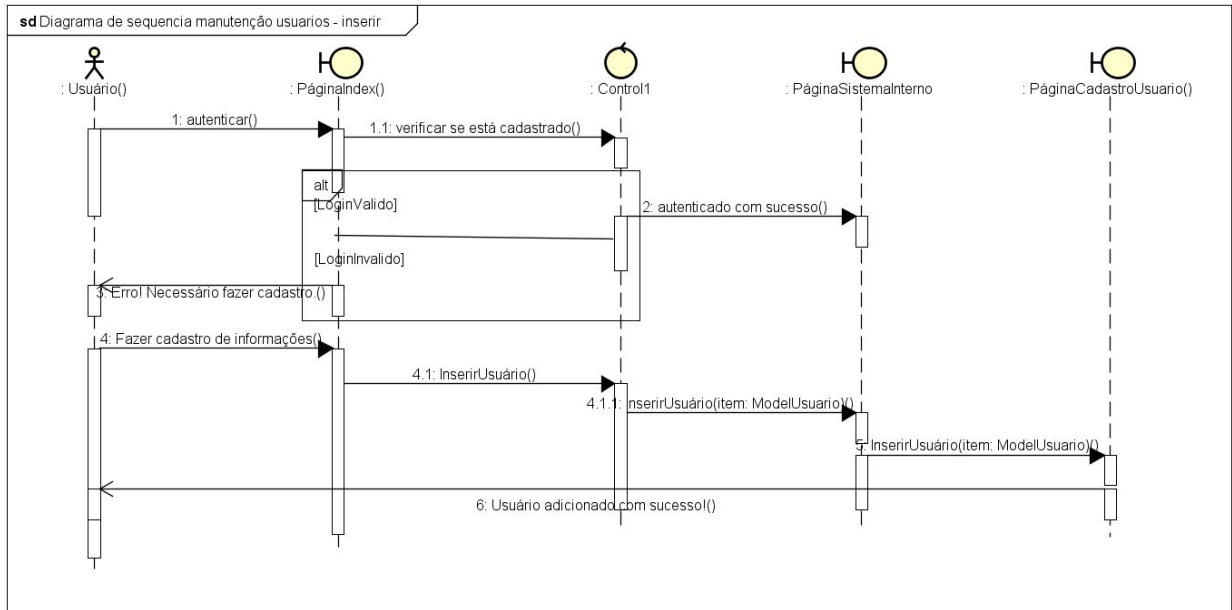 sd Diagrama de sequencia manutenção usuarios - inserir
: Usuário()
: PáginaIndex()
: Control1
: PáginaSistemaInterno
: PáginaCadastroUsuario()
1: autenticar()
1.1: verificar se está cadastrado()
alt
[LoginValido]
2: autenticado com sucesso()
[LoginInvalido]
3: Erro! Necessário fazer cadastro.()
4: Fazer cadastro de informações()
4.1: InserirUsuário()
4.1.1: InserirUsuário(item: ModelUsuario)()
5: InserirUsuário(item: ModelUsuario)()
6: Usuário adicionado com sucesso!()